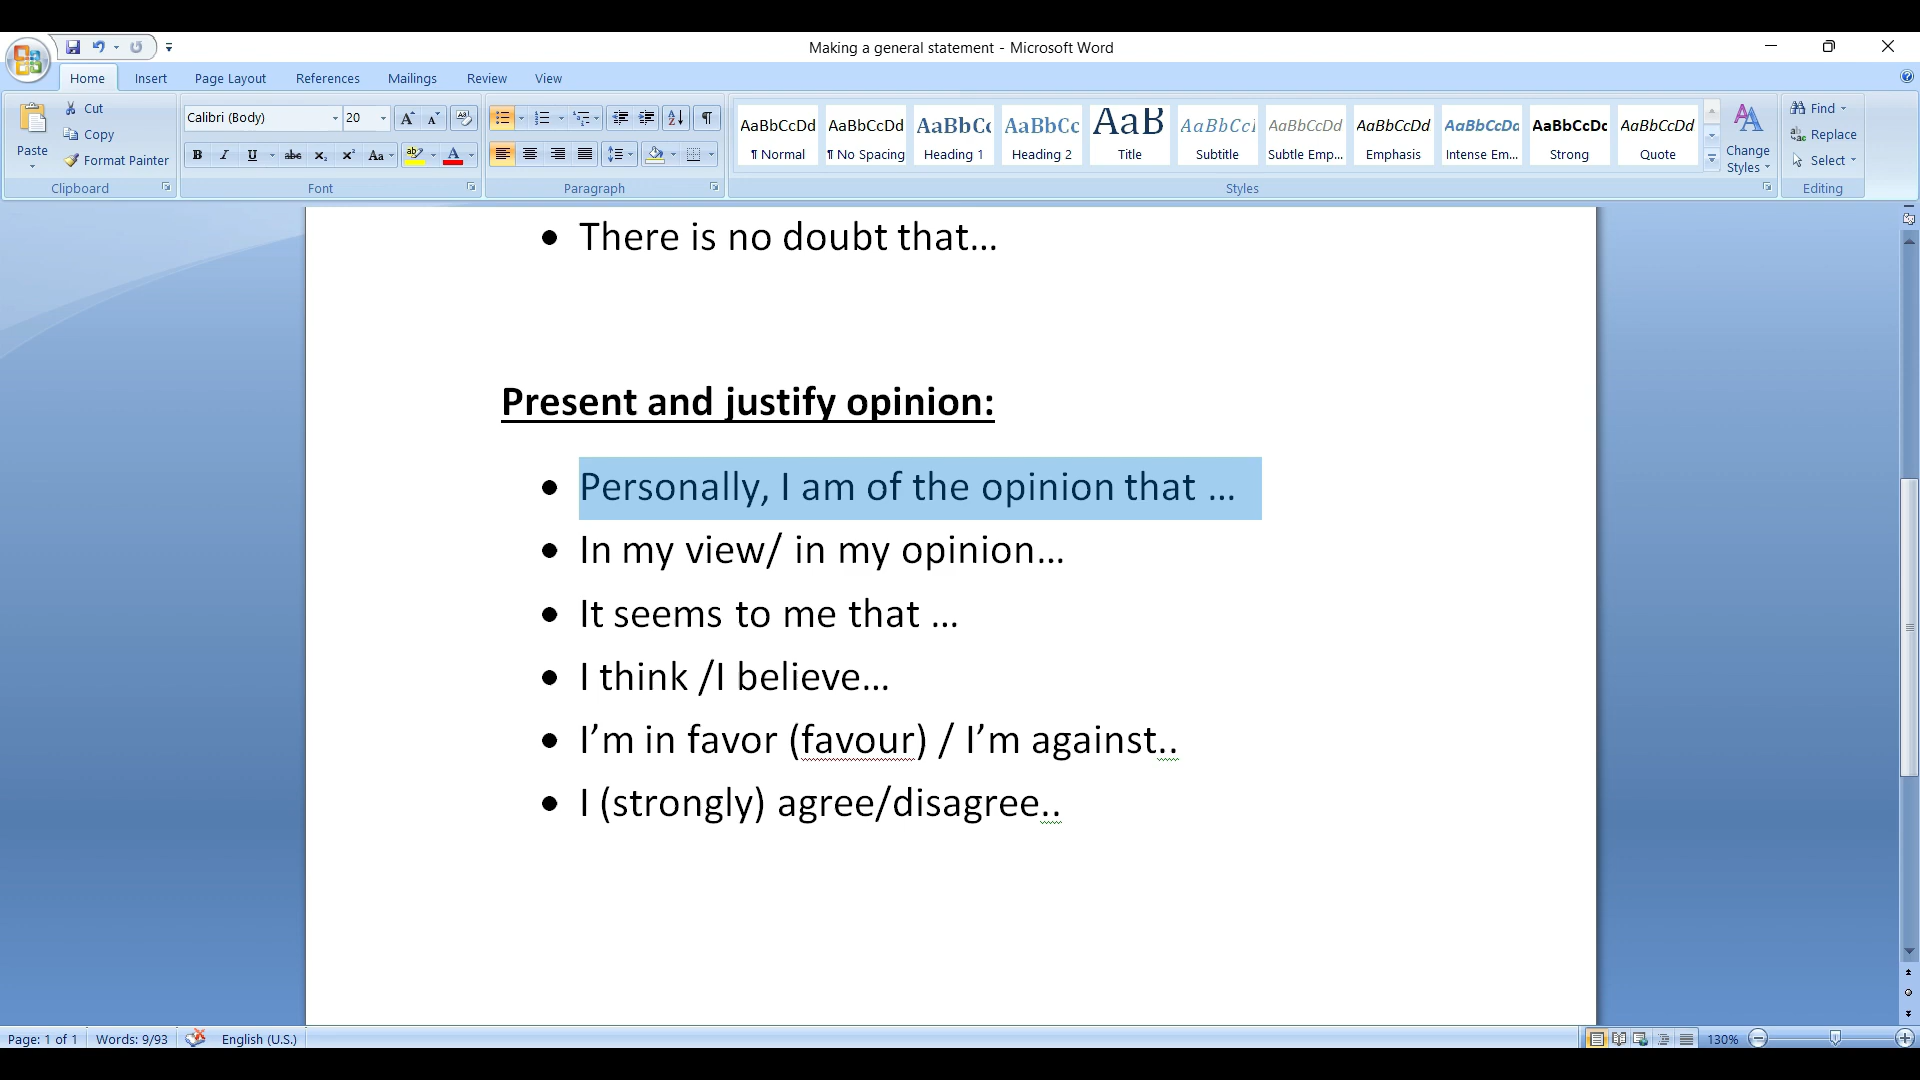 Making a general statement - Microsoft Word
Home Insert Page Layout References Mailings Review View
Paste
Cut
Copy
Format Painter
Clipboard
Calibri (Body) 20
Font
Paragraph
AaBbCcDd AaBbCcDd AaBbCc AaBbCc AaB AaBbCcI AaBbCcDd AaBbCcDd AaBbCcDc AaBbCcDc AaBbCcDd
¶ Normal ¶ No Spacing Heading 1 Heading 2 Title Subtitle Subtle Emp... Emphasis Intense Em... Strong Quote
Change Styles
Styles
Find
Replace
Select
Editing
• There is no doubt that...
Present and justify opinion:
• Personally, I am of the opinion that ...
• In my view/ in my opinion...
• It seems to me that ...
• I think /I believe...
• I’m in favor (favour) / I’m against..
• I (strongly) agree/disagree..
Page: 1 of 1 Words: 9/93 English (U.S.) 130%